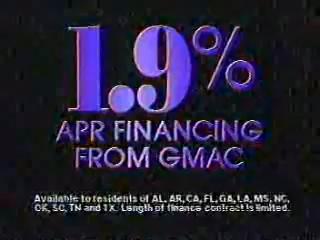 1.9%
APR FINANCING
FROM GMAC
Available to residents of AL, AR, CA, FL, GA, LA, MS, NC,
OK, SC, TN and TX. Length of finance contract is limited.